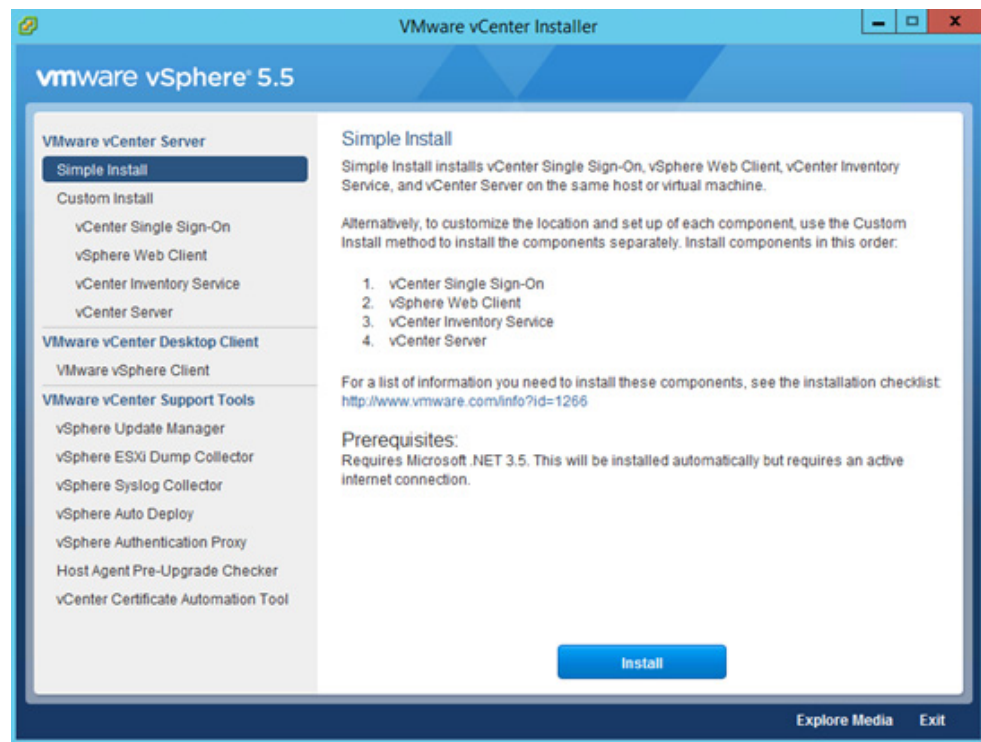 VMware vCenter Installer
vmware vSphere® 5.5
VMware vCenter Server
Simple Install
Custom Install
vCenter Single Sign-On
vSphere Web Client
vCenter Inventory Service
vCenter Server
VMware vCenter Desktop Client
VMware vSphere Client
VMware vCenter Support Tools
vSphere Update Manager
vSphere ESXi Dump Collector
vSphere Syslog Collector
vSphere Auto Deploy
vSphere Authentication Proxy
Host Agent Pre-Upgrade Checker
vCenter Certificate Automation Tool
Simple Install
Simple Install installs vCenter Single Sign-On, vSphere Web Client, vCenter Inventory
Service, and vCenter Server on the same host or virtual machine.
Alternatively, to customize the location and set up of each component, use the Custom
Install method to install the components separately. Install components in this order:
1. vCenter Single Sign-On
2. vSphere Web Client
3. vCenter Inventory Service
4. vCenter Server
For a list of information you need to install these components, see the installation checklist:
http://www.vmware.com/info?id=1266
Prerequisites:
Requires Microsoft .NET 3.5. This will be installed automatically but requires an active
internet connection.
Install
Explore Media Exit